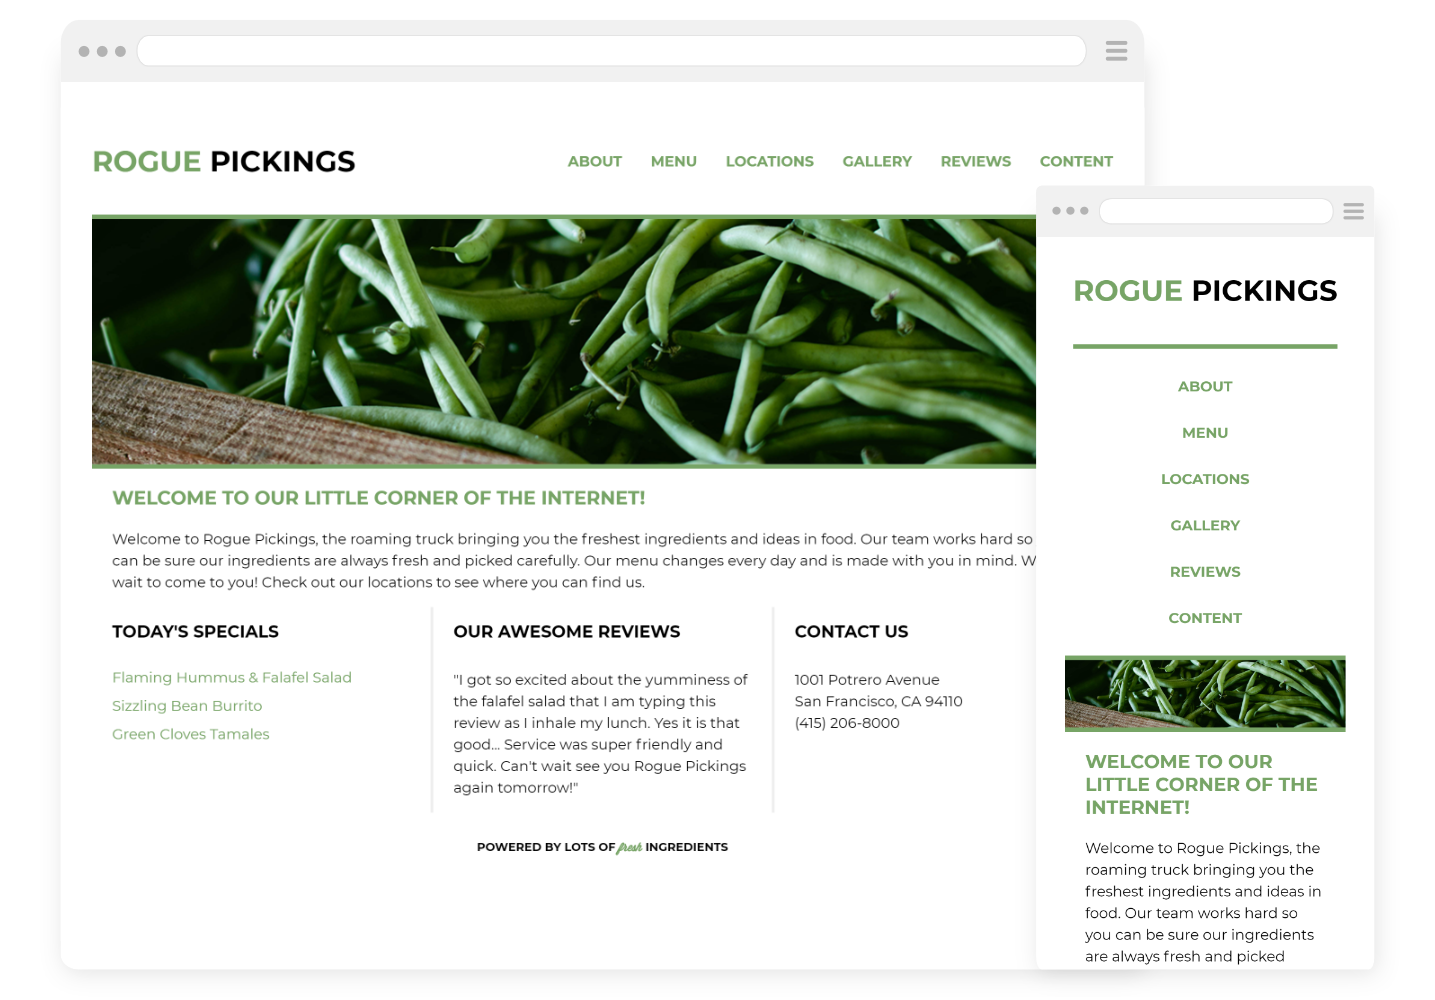 ROGUE PICKINGS
ABOUT MENU LOCATIONS GALLERY REVIEWS CONTENT
WELCOME TO OUR LITTLE CORNER OF THE INTERNET!
Welcome to Rogue Pickings, the roaming truck bringing you the freshest ingredients and ideas in food. Our team works hard so
can be sure our ingredients are always fresh and picked carefully. Our menu changes every day and is made with you in mind. W
wait to come to you! Check out our locations to see where you can find us.
TODAY'S SPECIALS
Flaming Hummus & Falafel Salad
Sizzling Bean Burrito
Green Cloves Tamales
OUR AWESOME REVIEWS
"I got so excited about the yumminess of
the falafel salad that I am typing this
review as I inhale my lunch. Yes it is that
good... Service was super friendly and
quick. Can't wait see you Rogue Pickings
again tomorrow!"
CONTACT US
1001 Potrero Avenue
San Francisco, CA 94110
(415) 206-8000
POWERED BY LOTS OF fresh INGREDIENTS
ROGUE PICKINGS
ABOUT
MENU
LOCATIONS
GALLERY
REVIEWS
CONTENT
WELCOME TO OUR
LITTLE CORNER OF THE
INTERNET!
Welcome to Rogue Pickings, the
roaming truck bringing you the
freshest ingredients and ideas in
food. Our team works hard so
you can be sure our ingredients
are always fresh and picked